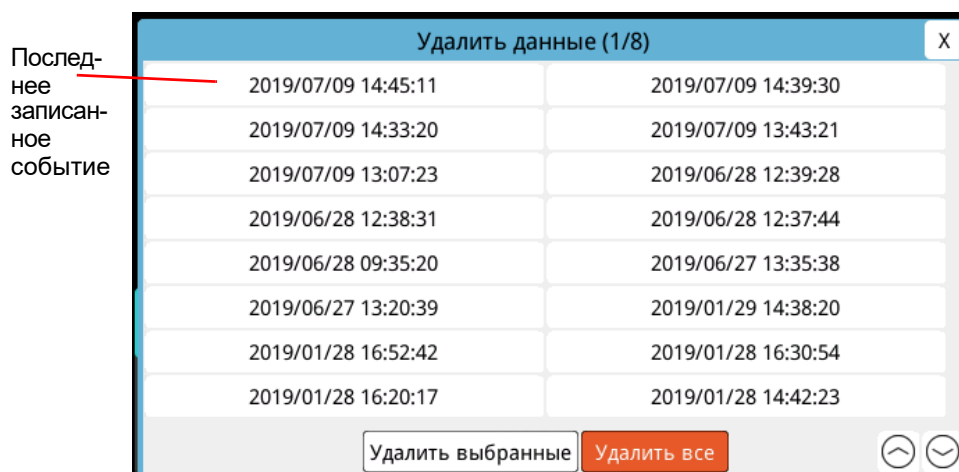 Послед-
нее
записан-
ное
событие
Удалить данные (1/8) X
2019/07/09 14:45:11 2019/07/09 14:39:30
2019/07/09 14:33:20 2019/07/09 13:43:21
2019/07/09 13:07:23 2019/06/28 12:39:28
2019/06/28 12:38:31 2019/06/28 12:37:44
2019/06/28 09:35:20 2019/06/27 13:35:38
2019/06/27 13:20:39 2019/01/29 14:38:20
2019/01/28 16:52:42 2019/01/28 16:30:54
2019/01/28 16:20:17 2019/01/28 14:42:23
Удалить выбранные Удалить все